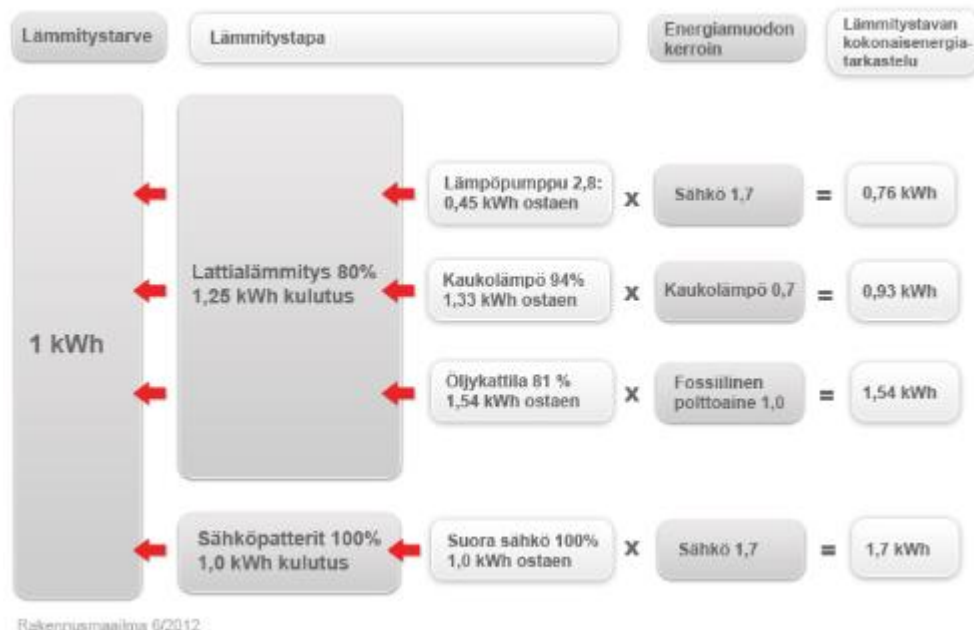 Lämmitystarve
Lämmitystapa
Energiamuodon
kerroin
Lämmitystavan
kokonaisenergia-
tarkastelu
1 kWh
Lattialämmitys 80%
1,25 kWh kulutus
Lämpöpumppu 2,8:
0,45 kWh ostaen
x
Sähkö 1,7
=
0,76 kWh
Kaukolämpö 94%
1,33 kWh ostaen
x
Kaukolämpö 0,7
=
0,93 kWh
Öljykattila 81 %
1,54 kWh ostaen
x
Fossiilinen
polttoaine 1,0
=
1,54 kWh
Sähköpatterit 100%
1,0 kWh kulutus
Suora sähkö 100%
1,0 kWh ostaen
x
Sähkö 1,7
=
1,7 kWh
Rakennusmaailma 6/2012